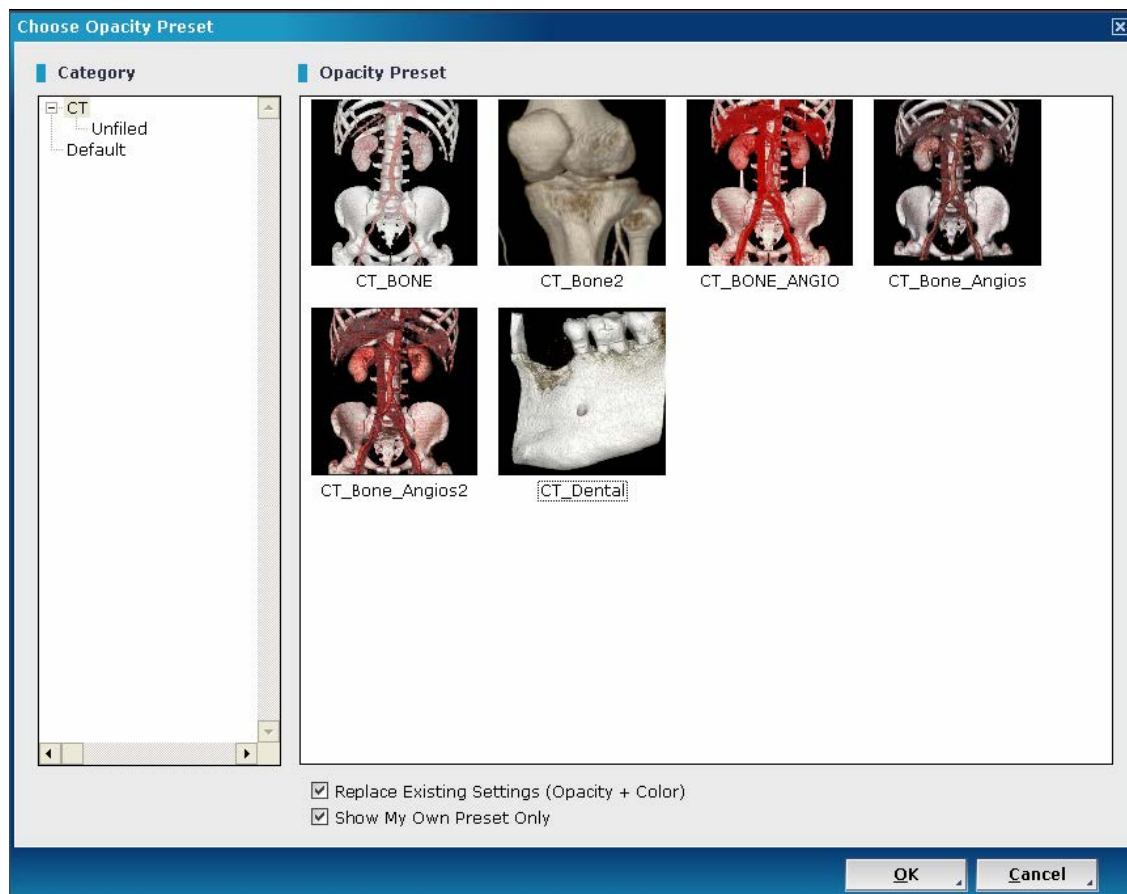 Choose Opacity Preset
Category
Opacity Preset
CT
Unfiled
Default
CT_BONE
CT_Bone2
CT_BONE_ANGIO
CT_Bone_Angios
CT_Bone_Angios2
CT_Dental
Replace Existing Settings (Opacity + Color)
Show My Own Preset Only
OK
Cancel